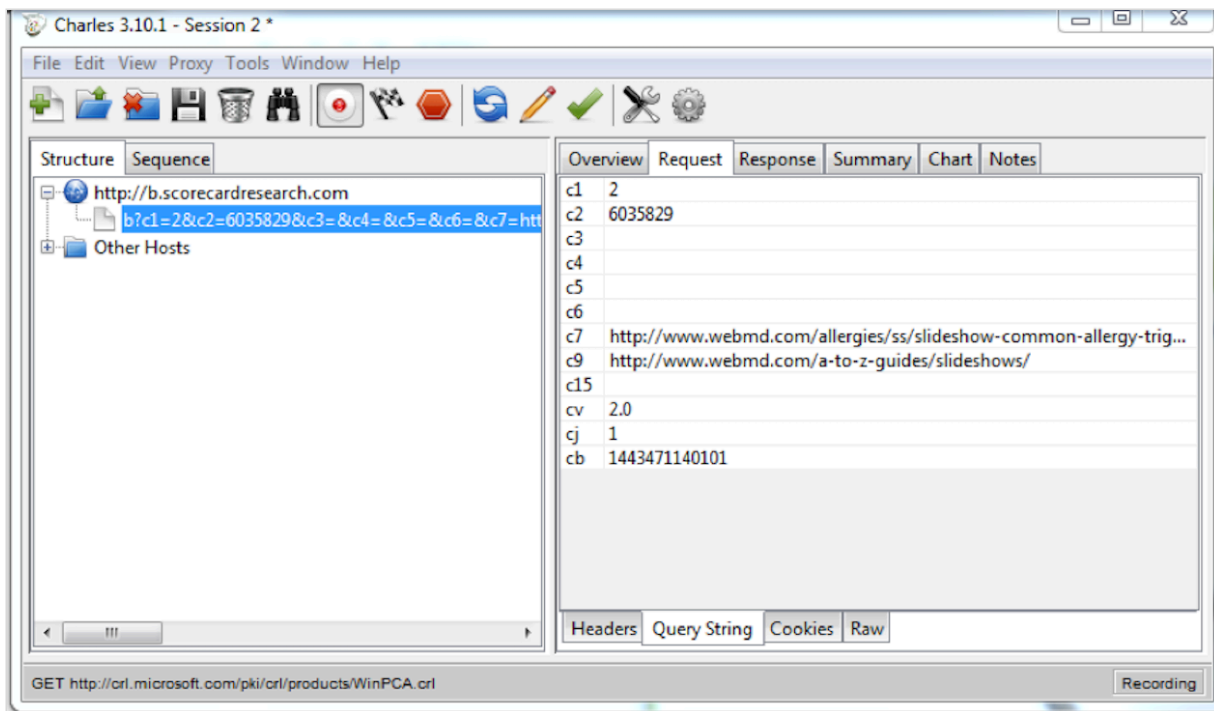 Charles 3.10.1 - Session 2 *
File Edit View Proxy Tools Window Help
Structure Sequence
http://b.scorecardresearch.com
b?c1=2&c2=6035829&c3=&c4=&c5=&c6=&c7=htt
Other Hosts
Overview Request Response Summary Chart Notes
c1 2
c2 6035829
c3
c4
c5
c6
c7 http://www.webmd.com/allergies/ss/slideshow-common-allergy-trig...
c9 http://www.webmd.com/a-to-z-guides/slideshows/
c15
cv 2.0
cj 1
cb 1443471140101
Headers Query String Cookies Raw
GET http://crl.microsoft.com/pki/crl/products/WinPCA.crl
Recording